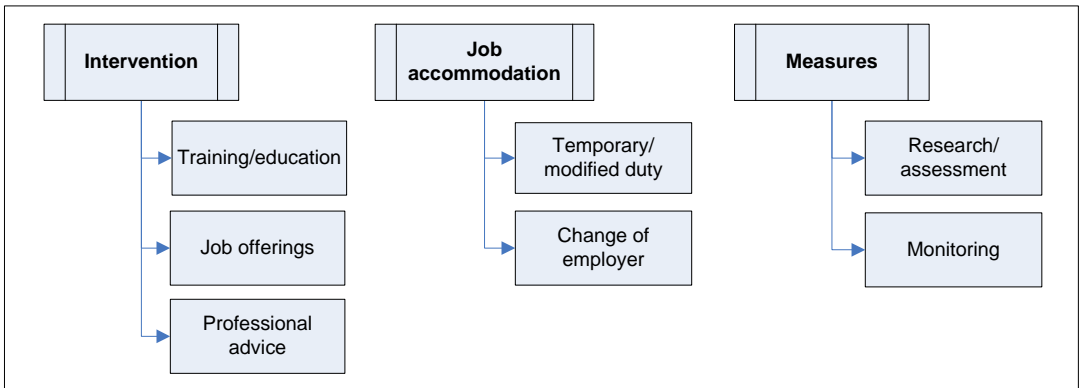 Intervention
Training/education
Job offerings
Professional
advice
Job
accommodation
Temporary/
modified duty
Change of
employer
Measures
Research/
assessment
Monitoring